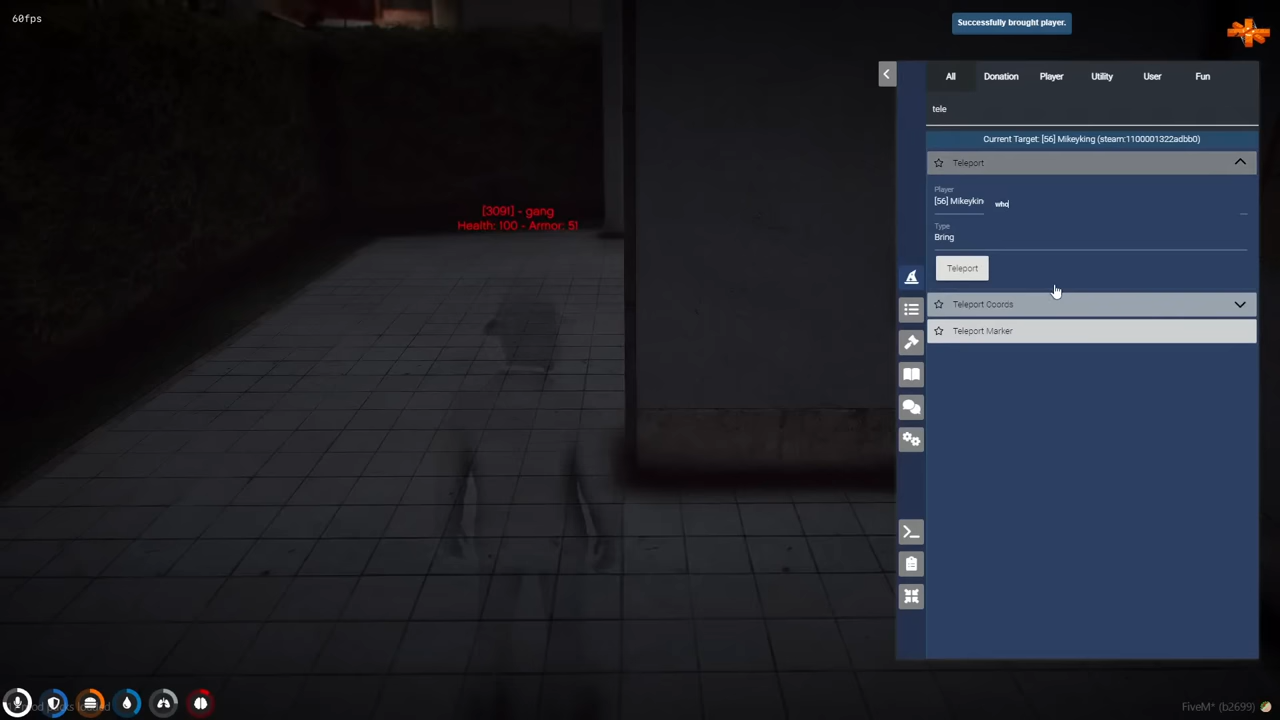 60fps
Successfully brought player.
All Donation Player Utility User Fun
tele
Current Target: [56] Mikeyking (steam:1100001322adbb0)
Teleport
Player
[56] Mikeykin
who
Type
Bring
Teleport
Teleport Coords
Teleport Marker
[3091] - gang
Health: 100 - Armor: 51
FiveM* (b2699)